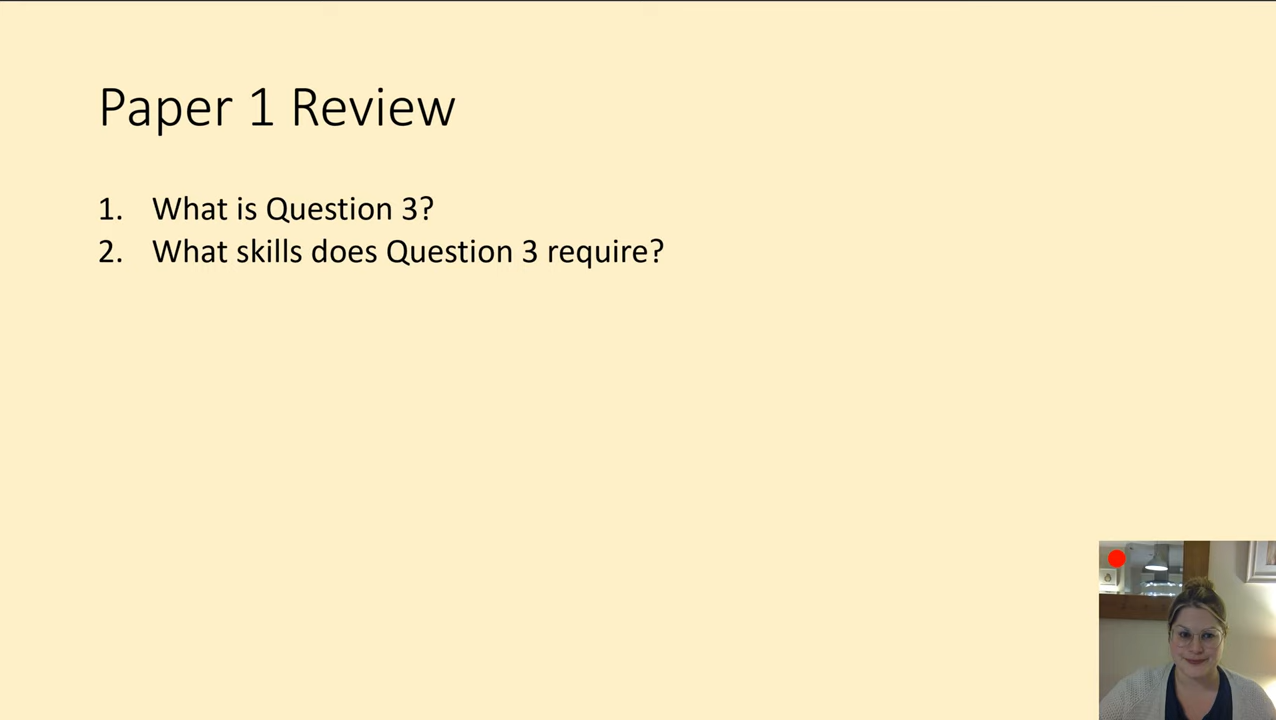 Paper 1 Review
1. What is Question 3?
2. What skills does Question 3 require?